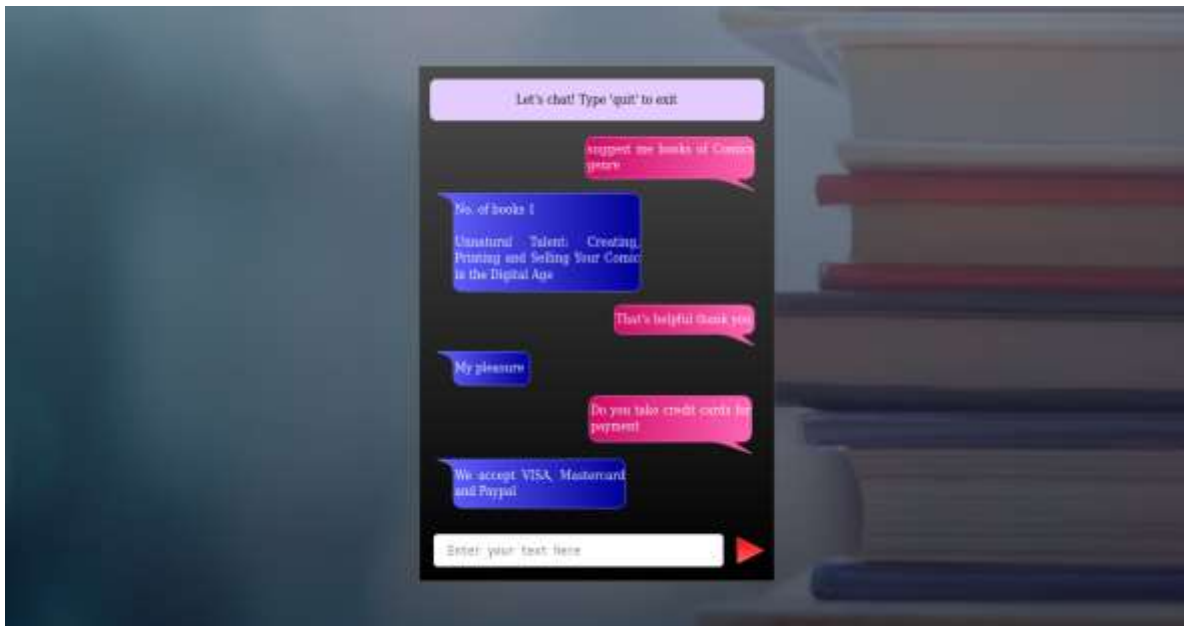 Let's chat! Type 'quit' to exit
suggest me books of Comics
genre
No. of books 1
Unnatural Talent: Creating,
Printing and Selling Your Comic
in the Digital Age
That's helpful thank you
My pleasure
Do you take credit cards for
payment
We accept VISA, Mastercard
and Paypal
Enter your text here